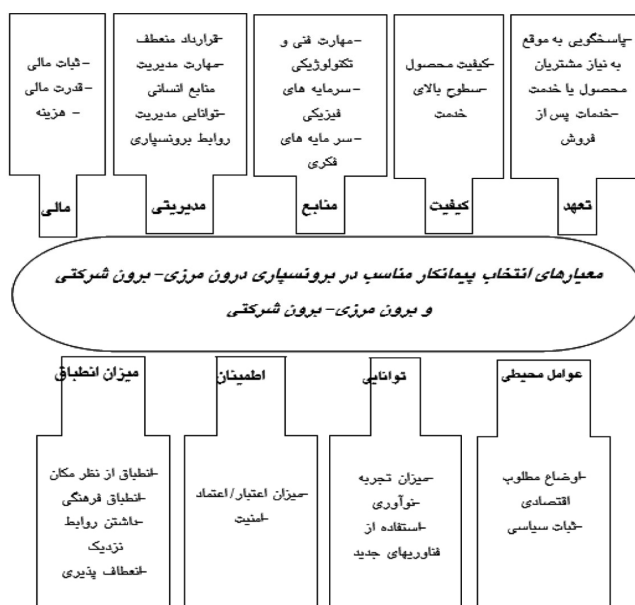 -پاسخگویی به موقع
به نیاز مشتریان
محصول یا خدمت
-خدمات پس از
فروش
تعهد
-کیفیت محصول
-سطوح بالای
خدمت
کیفیت
-مهارت فنی و
تکنولوژیکی
-سرمایه های
فیزیکی
-سر مایه های
فکری
منابع
-قرارداد منعطف
-مهارت مدیریت
منابع انسانی
-توانایی مدیریت
روابط برونسپاری
مدیریتی
-ثبات مالی
-قدرت مالی
- هزینه
مالی
معیارهای انتخاب پیمانکار مناسب در برونسپاری درون مرزی- برون شرکتی
و برون مرزی- برون شرکتی
عوامل محیطی
-اوضاع مطلوب
اقتصادی
-ثبات سیاسی
توانایی
-میزان تجربه
-نوآوری
-استفاده از
فناوریهای جدید
اطمینان
-میزان اعتبار/اعتماد
-امنیت
میزان انطباق
-انطباق از نظر مکان
-انطباق فرهنگی
-داشتن روابط
نزدیک
-انعطاف پذیری